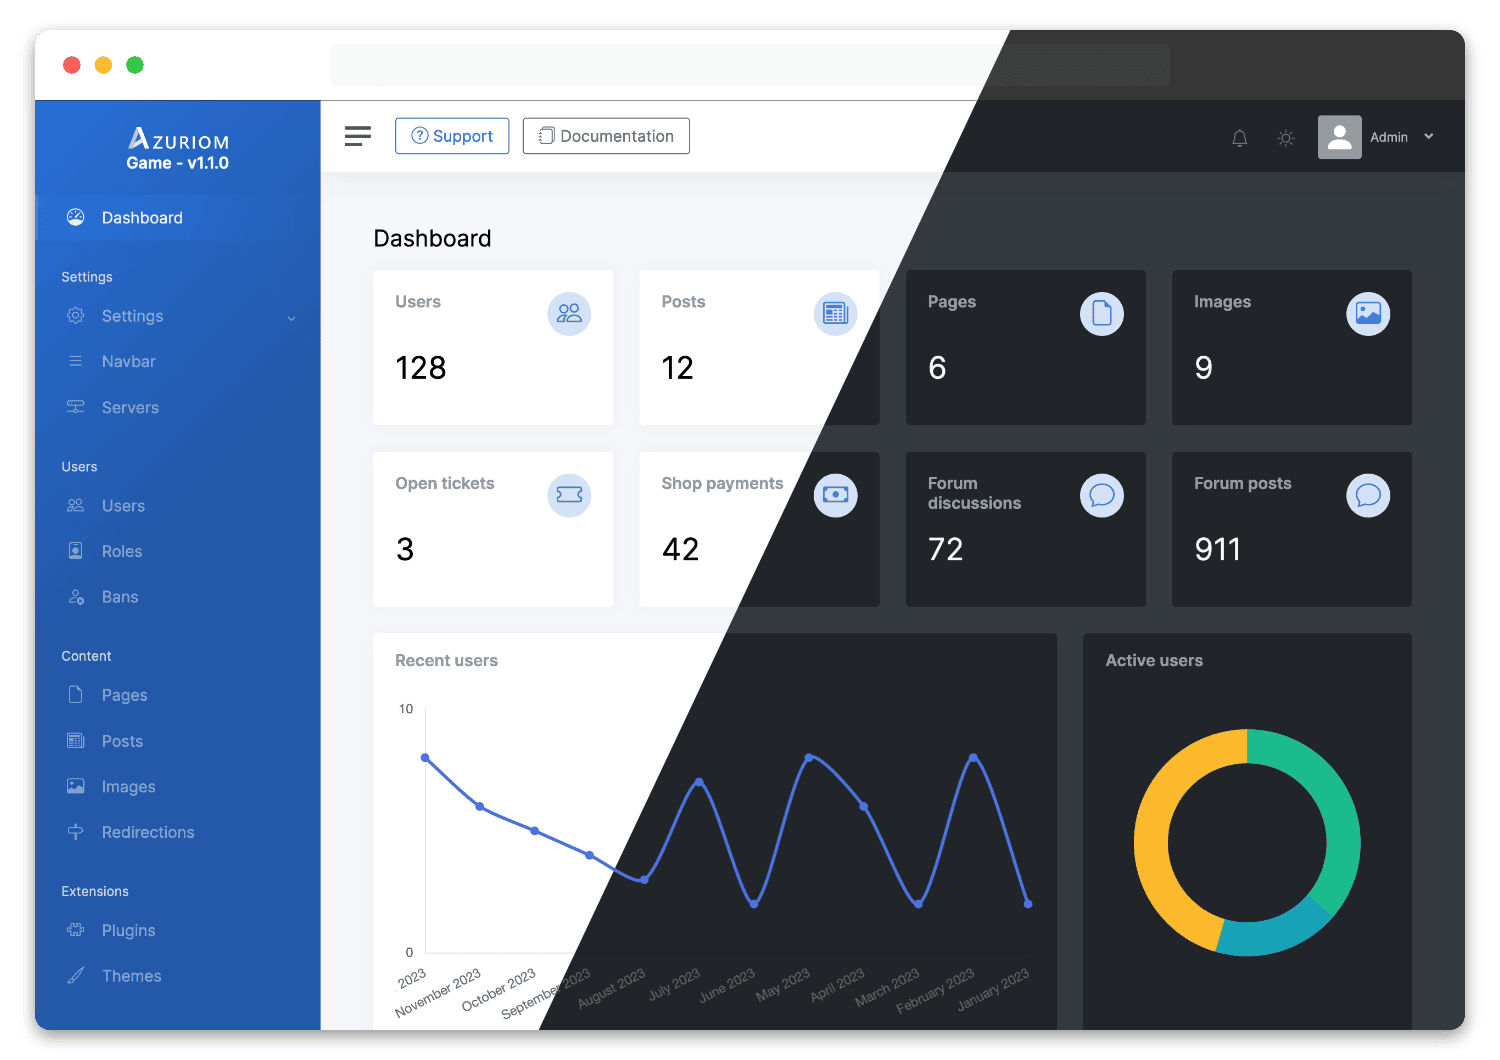 AZURIOM
Game - v1.1.0
Dashboard
Settings
Settings
Navbar
Servers
Users
Users
Roles
Bans
Content
Pages
Posts
Images
Redirections
Extensions
Plugins
Themes
Support
Documentation
Admin
Dashboard
Users
128
Posts
12
Pages
6
Images
9
Open tickets
3
Shop payments
42
Forum
discussions
72
Forum posts
911
Recent users
10
0
2023
November 2023
October 2023
September 2023
August 2023
July 2023
June 2023
May 2023
April 2023
March 2023
February 2023
January 2023
Active users